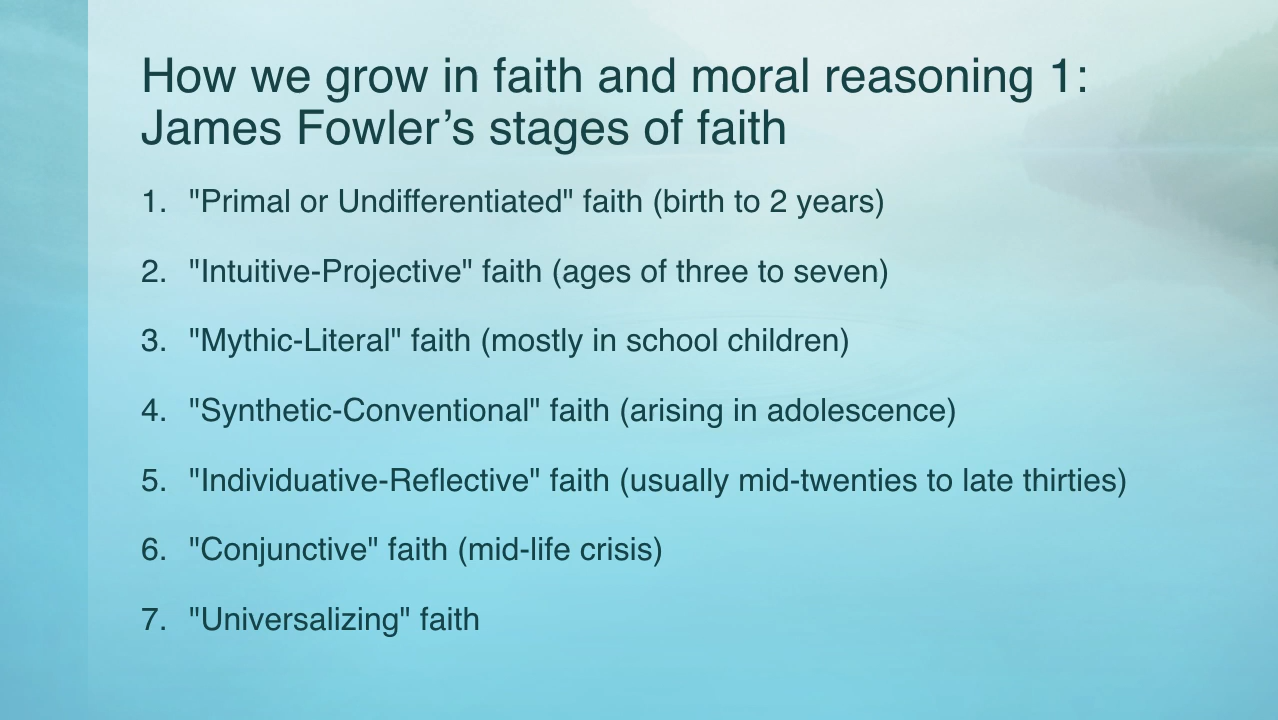 How we grow in faith and moral reasoning 1:
James Fowler’s stages of faith
1. "Primal or Undifferentiated" faith (birth to 2 years)
2. "Intuitive-Projective" faith (ages of three to seven)
3. "Mythic-Literal" faith (mostly in school children)
4. "Synthetic-Conventional" faith (arising in adolescence)
5. "Individuative-Reflective" faith (usually mid-twenties to late thirties)
6. "Conjunctive" faith (mid-life crisis)
7. "Universalizing" faith